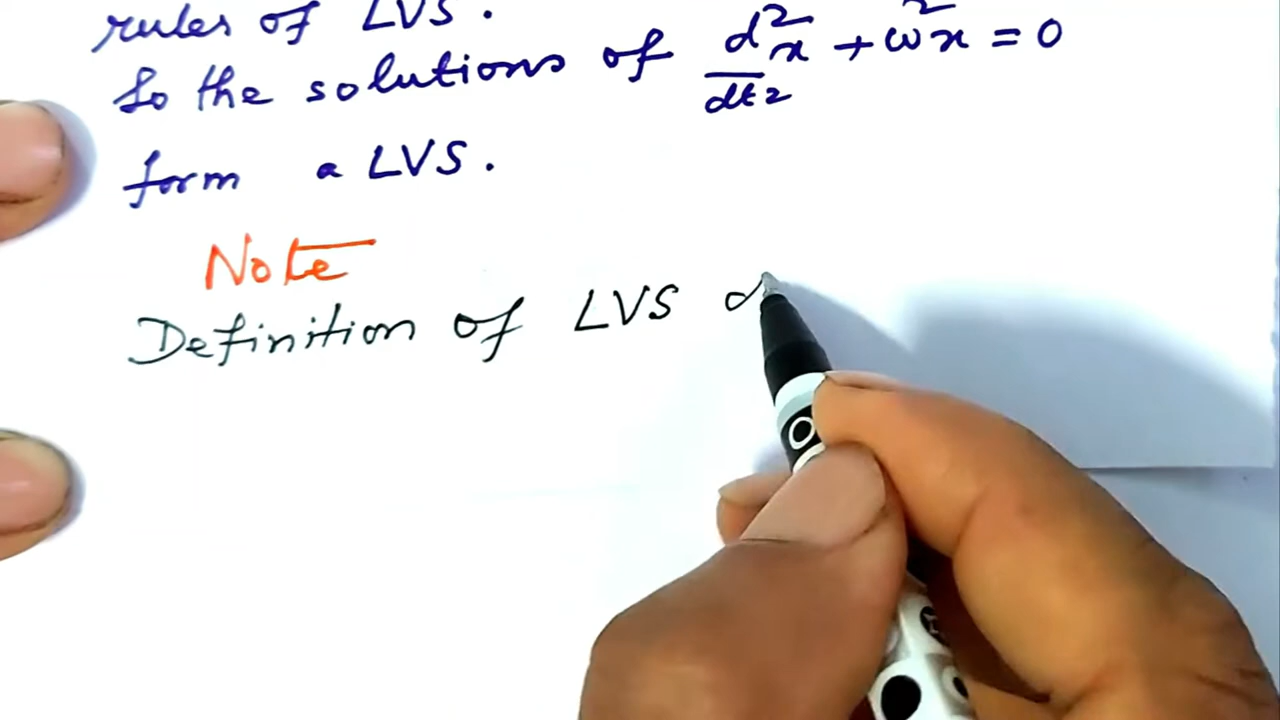 rules of LVS.
So the solutions of d²x/dt² + ω²x = 0
form a LVS.
Note
Definition of LVS d